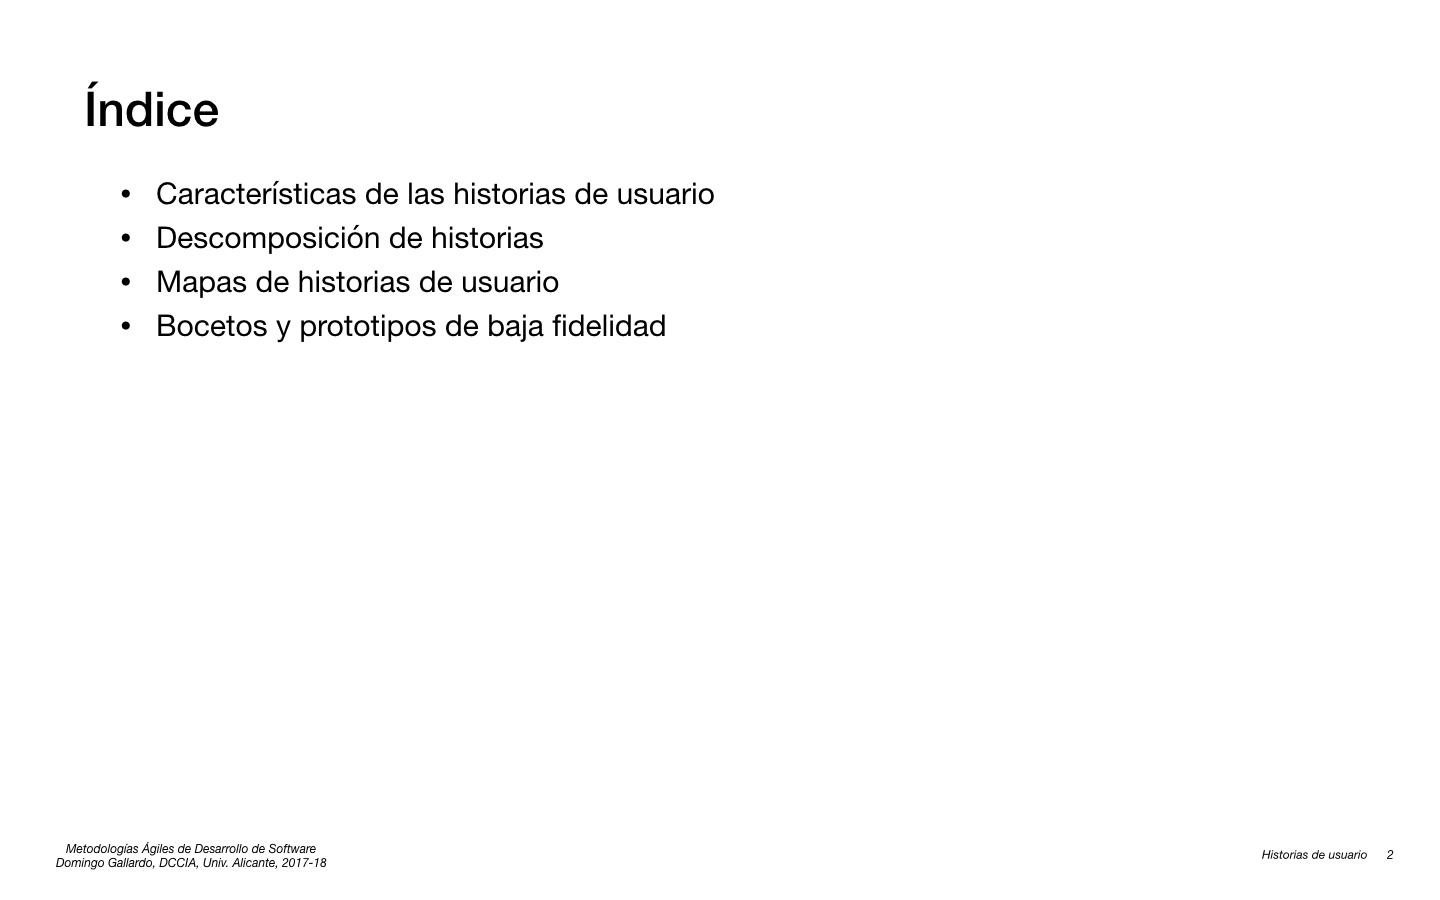 Índice
• Características de las historias de usuario
• Descomposición de historias
• Mapas de historias de usuario
• Bocetos y prototipos de baja fidelidad
Metodologías Ágiles de Desarrollo de Software
Domingo Gallardo, DCCIA, Univ. Alicante, 2017-18
Historias de usuario 2